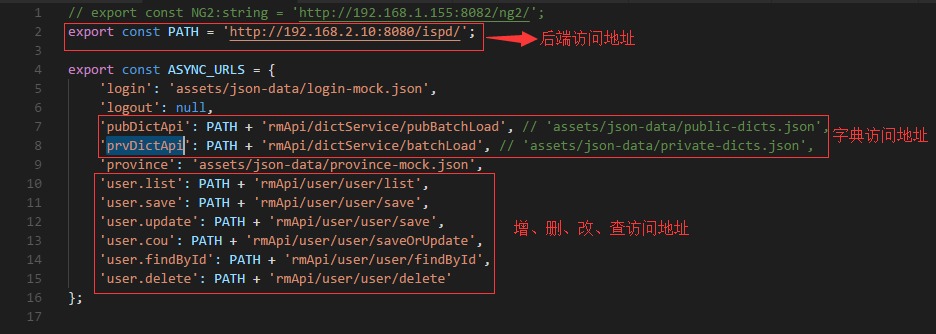 1 // export const NG2:string = 'http://192.168.1.155:8082/ng2/';
2 export const PATH = 'http://192.168.2.10:8080/ispd/'; 后端访问地址
3
4 export const ASYNC_URLS = {
5 'login': 'assets/json-data/login-mock.json',
6 'logout': null,
7 'pubDictApi': PATH + 'rmApi/dictService/pubBatchLoad', // 'assets/json-data/public-dicts.json', 字典访问地址
8 'prvDictApi': PATH + 'rmApi/dictService/batchLoad', // 'assets/json-data/private-dicts.json',
9 'province': 'assets/json-data/province-mock.json',
10 'user.list': PATH + 'rmApi/user/user/list',
11 'user.save': PATH + 'rmApi/user/user/save',
12 'user.update': PATH + 'rmApi/user/user/save', 增、删、改、查访问地址
13 'user.cou': PATH + 'rmApi/user/user/saveOrUpdate',
14 'user.findById': PATH + 'rmApi/user/user/findById',
15 'user.delete': PATH + 'rmApi/user/user/delete'
16 };
17